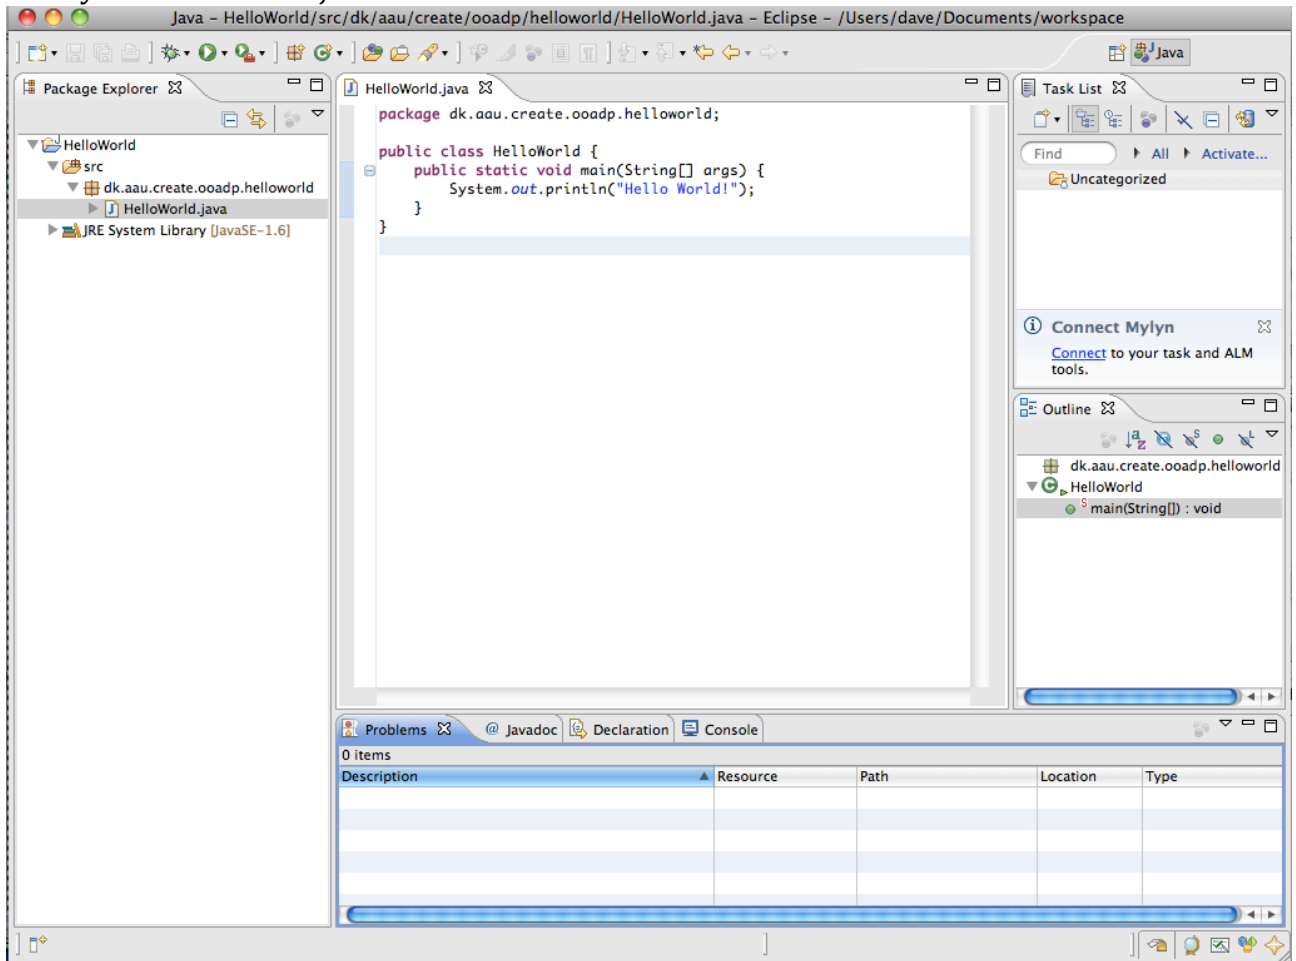 Java – HelloWorld/src/dk/aau/create/ooadp/helloworld/HelloWorld.java – Eclipse – /Users/dave/Documents/workspace
Java
Package Explorer
HelloWorld
src
dk.aau.create.ooadp.helloworld
HelloWorld.java
JRE System Library [JavaSE-1.6]
HelloWorld.java
package dk.aau.create.ooadp.helloworld;
public class HelloWorld {
public static void main(String[] args) {
System.out.println("Hello World!");
}
}
Task List
Find
All
Activate...
Uncategorized
Connect Mylyn
Connect to your task and ALM
tools.
Outline
dk.aau.create.ooadp.helloworld
HelloWorld
main(String[]) : void
Problems
@ Javadoc
Declaration
Console
0 items
Description Resource Path Location Type